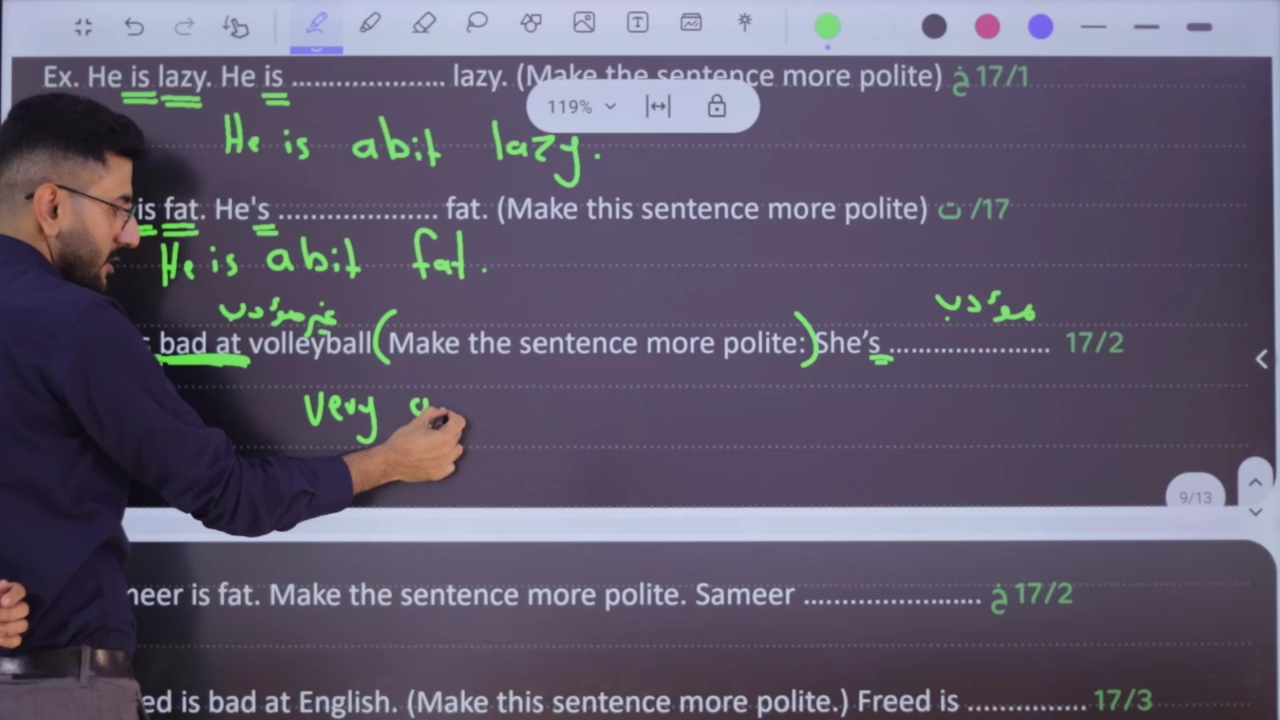 119%
Ex. He is lazy. He is ..................... lazy. (Make the sentence more polite) خ 17/1
He is abit lazy.
is fat. He's ...................... fat. (Make this sentence more polite) ت /17
He is abit fat.
bad at volleyball (Make the sentence more polite:) She's ...................... 17/2
very
9/13
neer is fat. Make the sentence more polite. Sameer ........................ خ 17/2
ed is bad at English. (Make this sentence more polite.) Freed is ................ 17/3